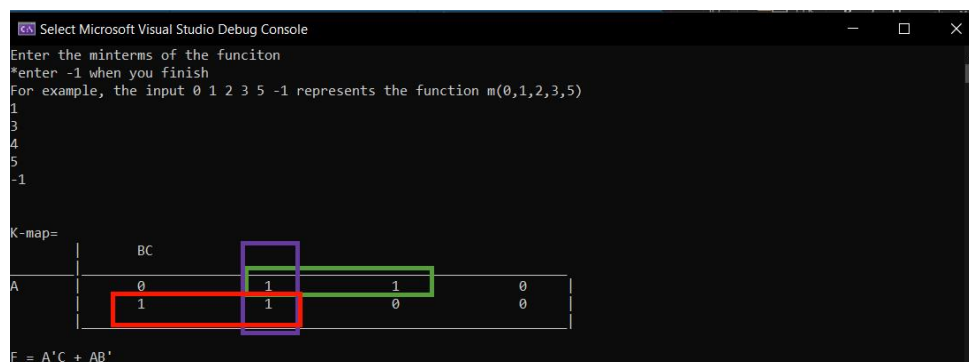 Select Microsoft Visual Studio Debug Console
Enter the minterms of the funciton
*enter -1 when you finish
For example, the input 0 1 2 3 5 -1 represents the function m(0,1,2,3,5)
1
3
4
5
-1
K-map=
BC
A | 0 1 1 0 |
| 1 1 0 0 |
F = A'C + AB'